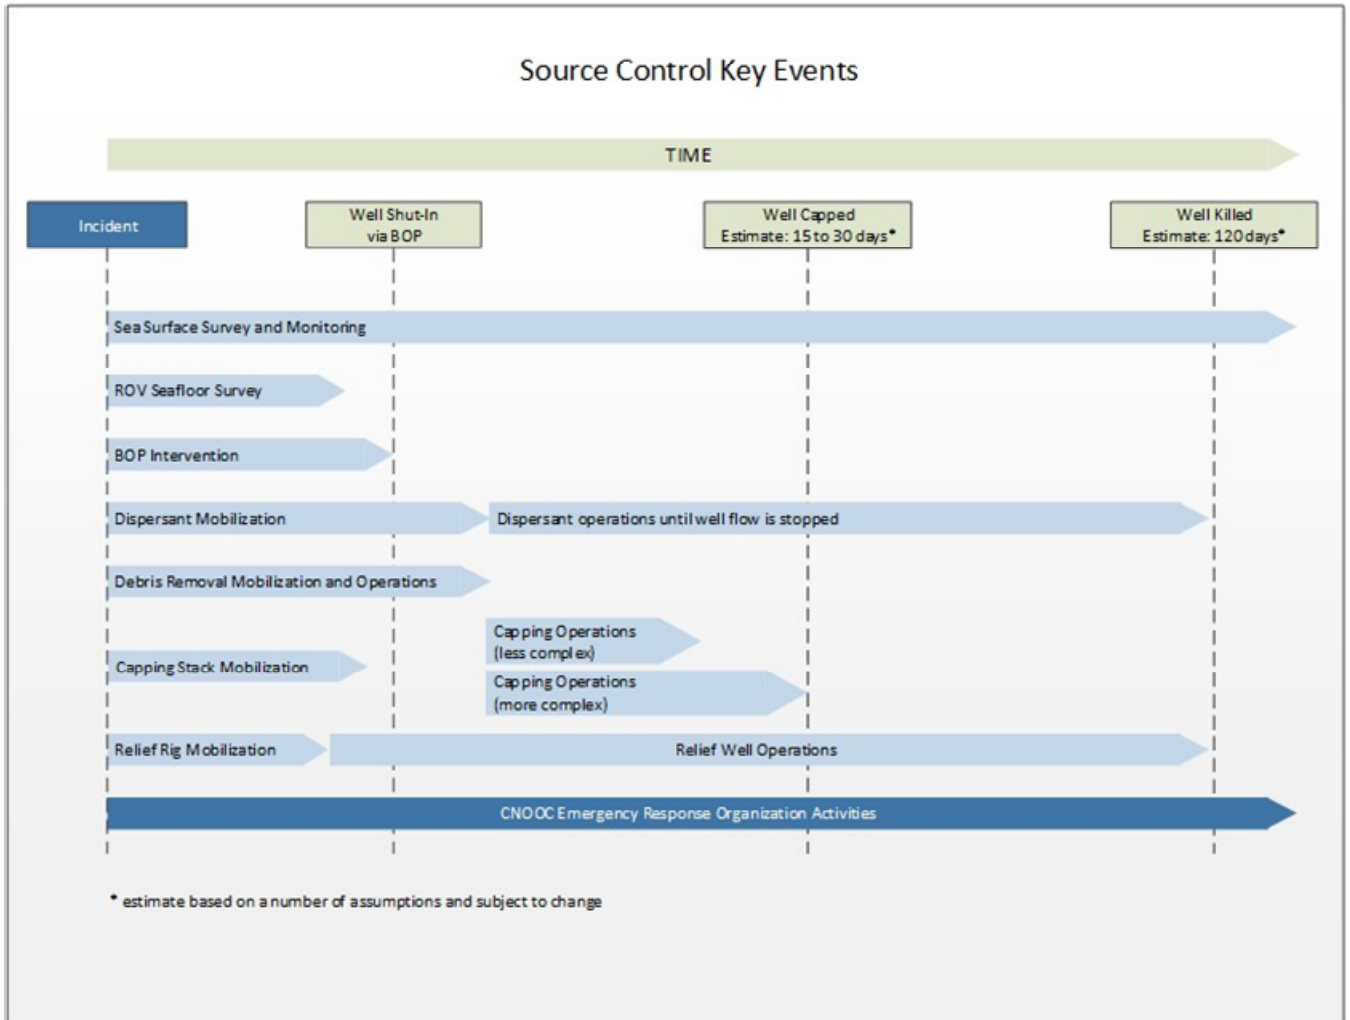 Source Control Key Events
TIME
Incident
Well Shut-In
via BOP
Well Capped
Estimate: 15 to 30 days*
Well Killed
Estimate: 120 days*
Sea Surface Survey and Monitoring
ROV Seafloor Survey
BOP Intervention
Dispersant Mobilization
Dispersant operations until well flow is stopped
Debris Removal Mobilization and Operations
Capping Operations
(less complex)
Capping Stack Mobilization
Capping Operations
(more complex)
Relief Rig Mobilization
Relief Well Operations
CNOOC Emergency Response Organization Activities
* estimate based on a number of assumptions and subject to change